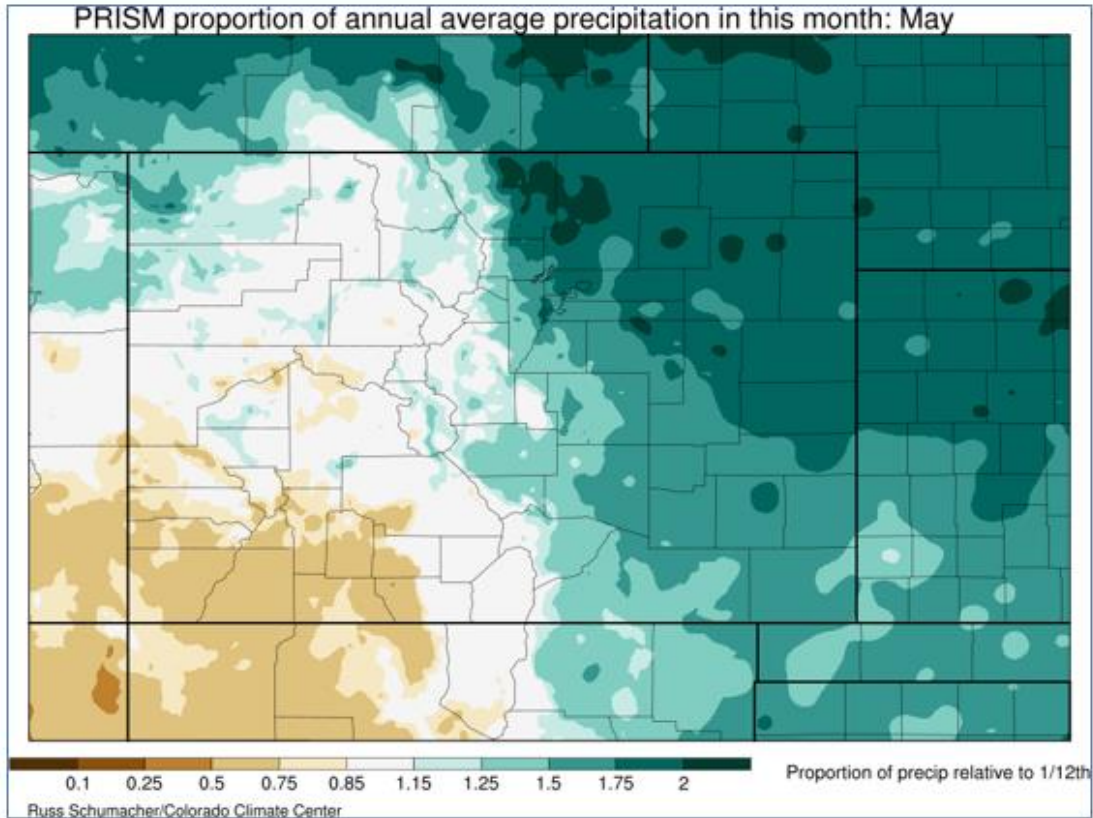 PRISM proportion of annual average precipitation in this month: May
0.1 0.25 0.5 0.75 0.85 1.15 1.25 1.5 1.75 2
Proportion of precip relative to 1/12th
Russ Schumacher/Colorado Climate Center